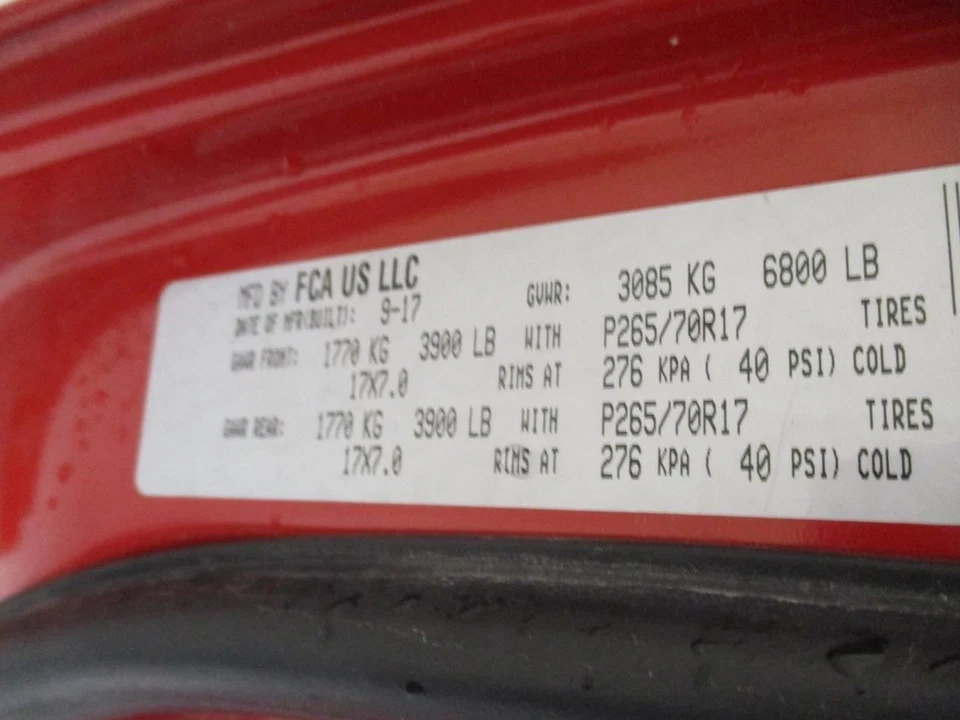 MFD BY FCA US LLC
DATE OF MFR(BUILT): 9-17 GVWR: 3085 KG 6800 LB
GAWR FRONT: 1770 KG 3900 LB WITH P265/70R17 TIRES
17X7.0 RIMS AT 276 KPA ( 40 PSI) COLD
GAWR REAR: 1770 KG 3900 LB WITH P265/70R17 TIRES
17X7.0 RIMS AT 276 KPA ( 40 PSI) COLD